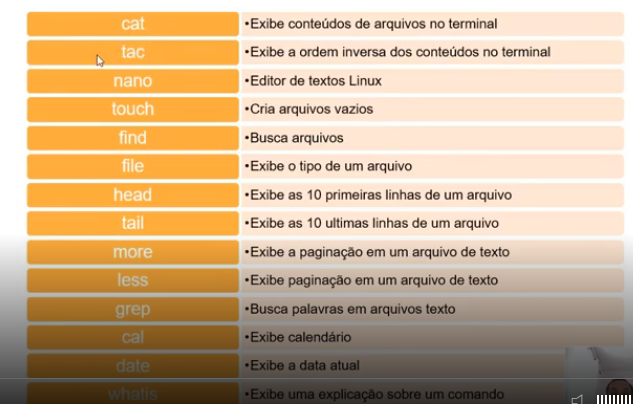 cat •Exibe conteúdos de arquivos no terminal
tac •Exibe a ordem inversa dos conteúdos no terminal
nano •Editor de textos Linux
touch •Cria arquivos vazios
find •Busca arquivos
file •Exibe o tipo de um arquivo
head •Exibe as 10 primeiras linhas de um arquivo
tail •Exibe as 10 ultimas linhas de um arquivo
more •Exibe a paginação em um arquivo de texto
less •Exibe paginação em um arquivo de texto
grep •Busca palavras em arquivos texto
cal •Exibe calendário
date •Exibe a data atual
whatis •Exibe uma explicação sobre um comando